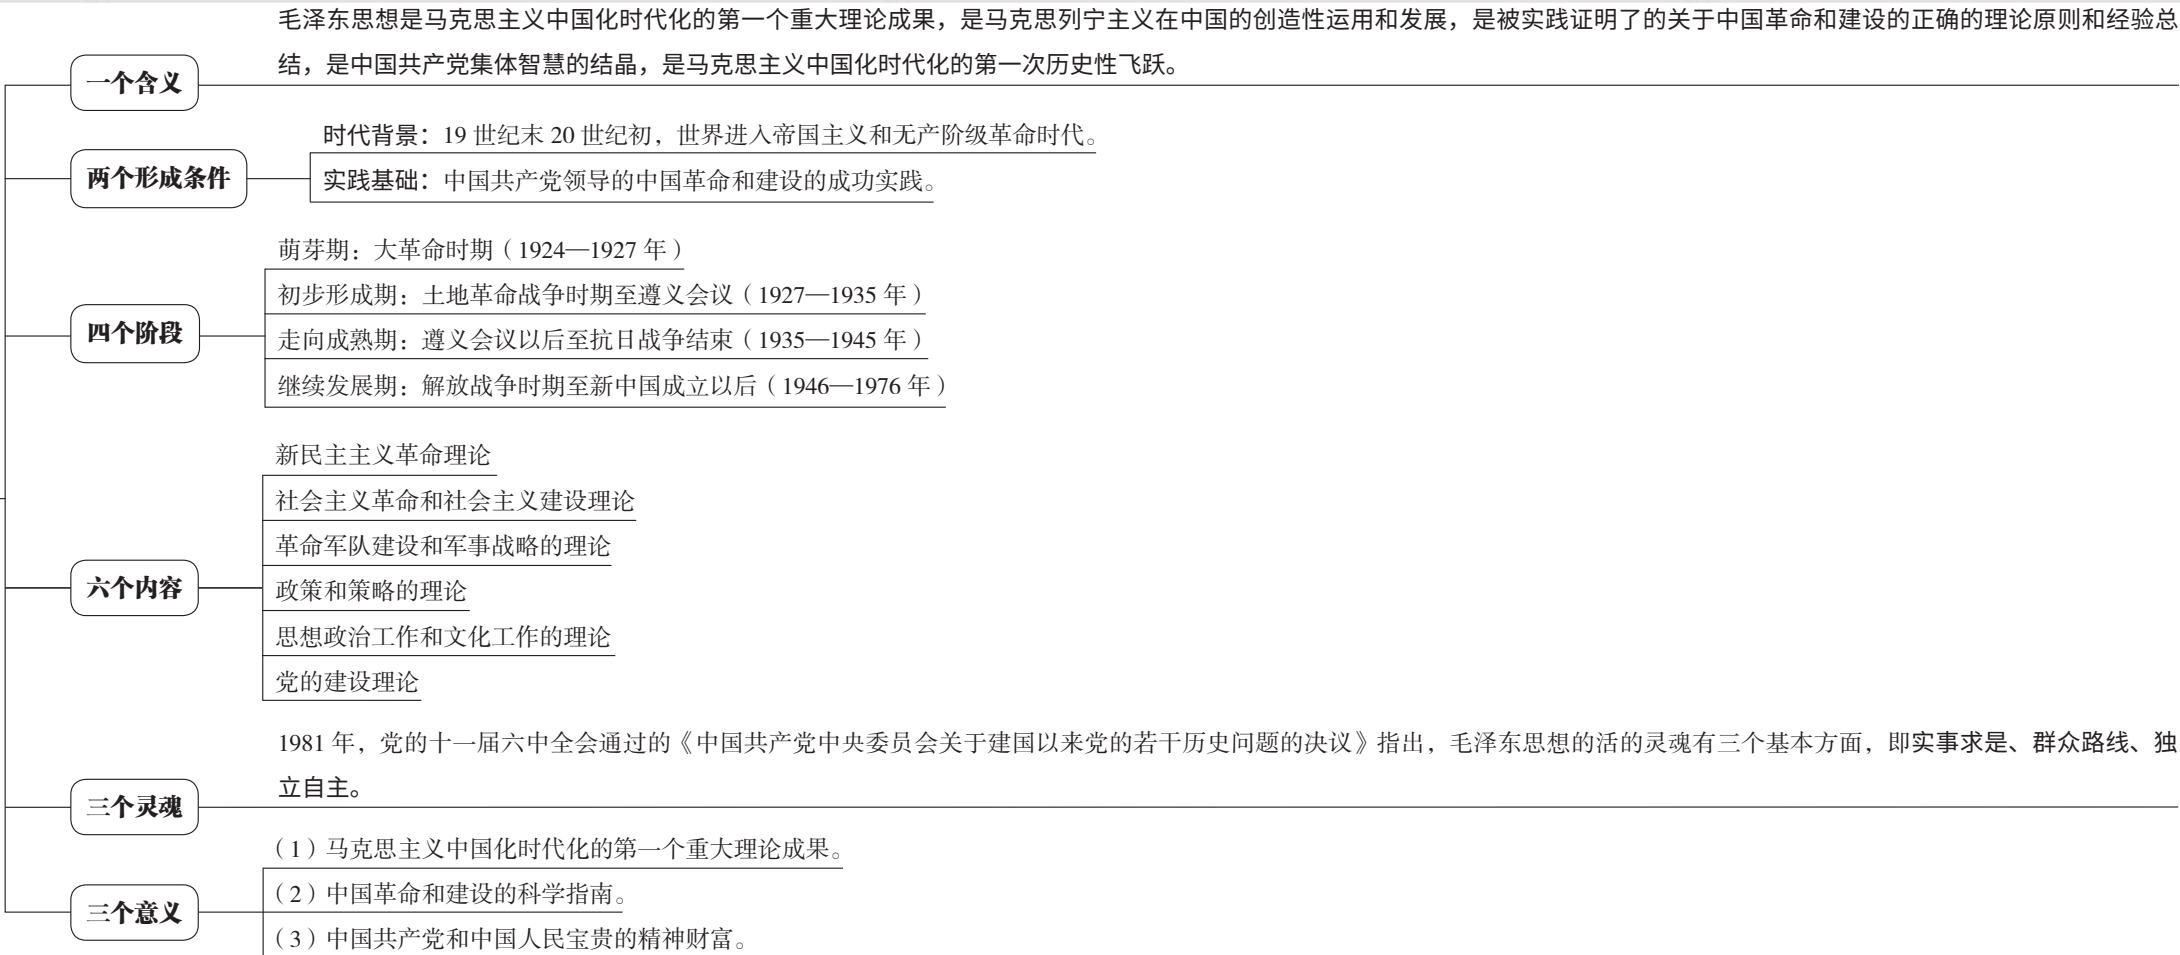 毛泽东思想是马克思主义中国化时代化的第一个重大理论成果，是马克思列宁主义在中国的创造性运用和发展，是被实践证明了的关于中国革命和建设的正确的理论原则和经验总
结，是中国共产党集体智慧的结晶，是马克思主义中国化时代化的第一次历史性飞跃。
一个含义
时代背景：19 世纪末 20 世纪初，世界进入帝国主义和无产阶级革命时代。
两个形成条件
实践基础：中国共产党领导的中国革命和建设的成功实践。
萌芽期：大革命时期（1924—1927 年）
初步形成期：土地革命战争时期至遵义会议（1927—1935 年）
四个阶段
走向成熟期：遵义会议以后至抗日战争结束（1935—1945 年）
继续发展期：解放战争时期至新中国成立以后（1946—1976 年）
新民主主义革命理论
社会主义革命和社会主义建设理论
革命军队建设和军事战略的理论
六个内容
政策和策略的理论
思想政治工作和文化工作的理论
党的建设理论
1981 年，党的十一届六中全会通过的《中国共产党中央委员会关于建国以来党的若干历史问题的决议》指出，毛泽东思想的活的灵魂有三个基本方面，即实事求是、群众路线、独
立自主。
三个灵魂
（1）马克思主义中国化时代化的第一个重大理论成果。
（2）中国革命和建设的科学指南。
三个意义
（3）中国共产党和中国人民宝贵的精神财富。